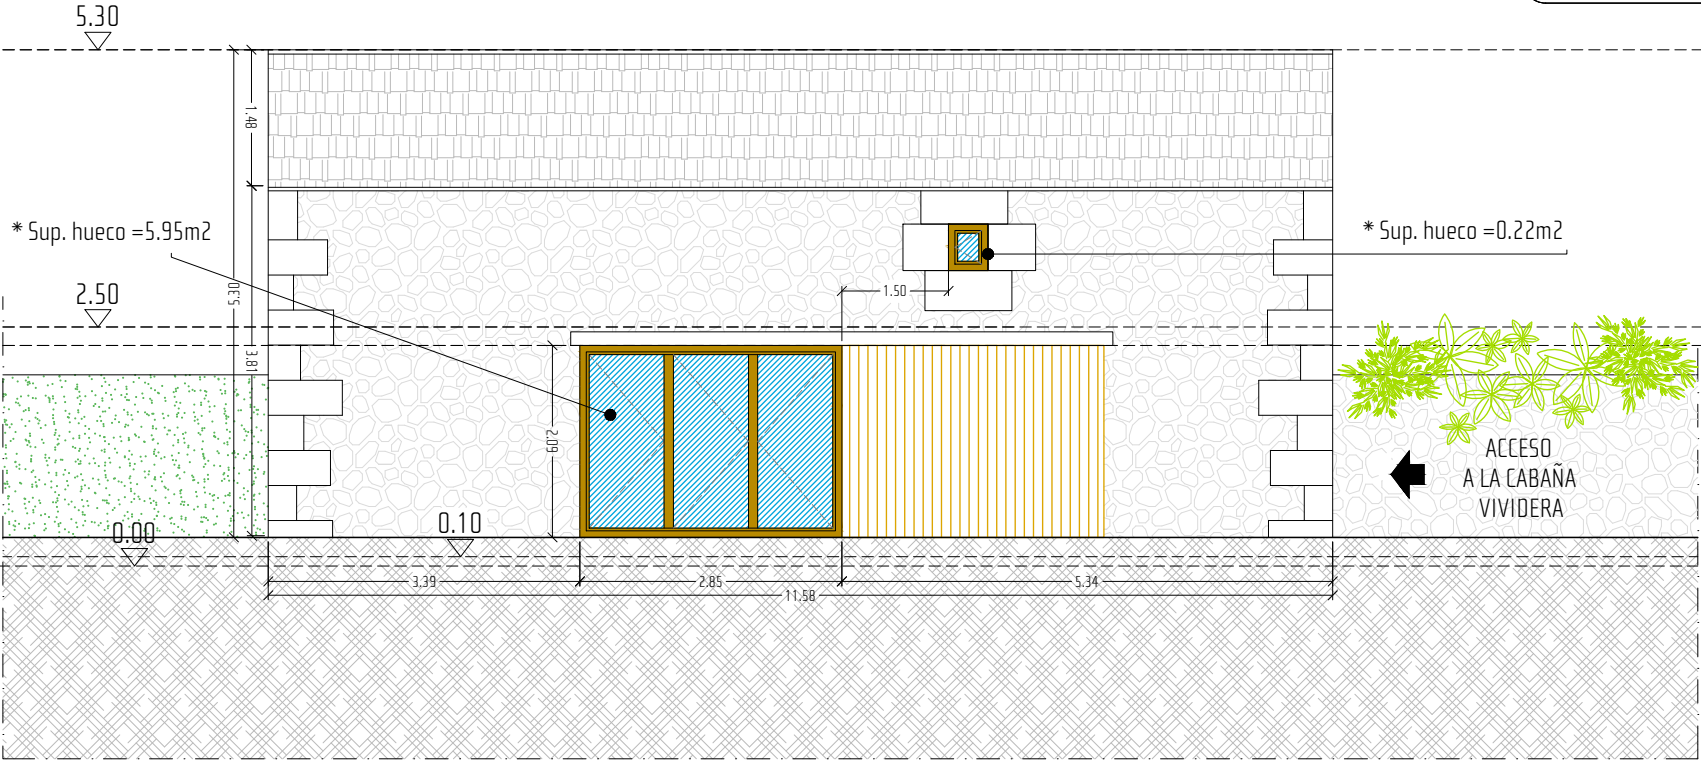 5.30
1.48
* Sup. hueco =5.95m2
* Sup. hueco =0.22m2
5.30
2.50
1.50
3.81
2.09
ACCESO
A LA CABAÑA
VIVIDERA
0.00
0.10
3.39
2.85
5.34
11.58